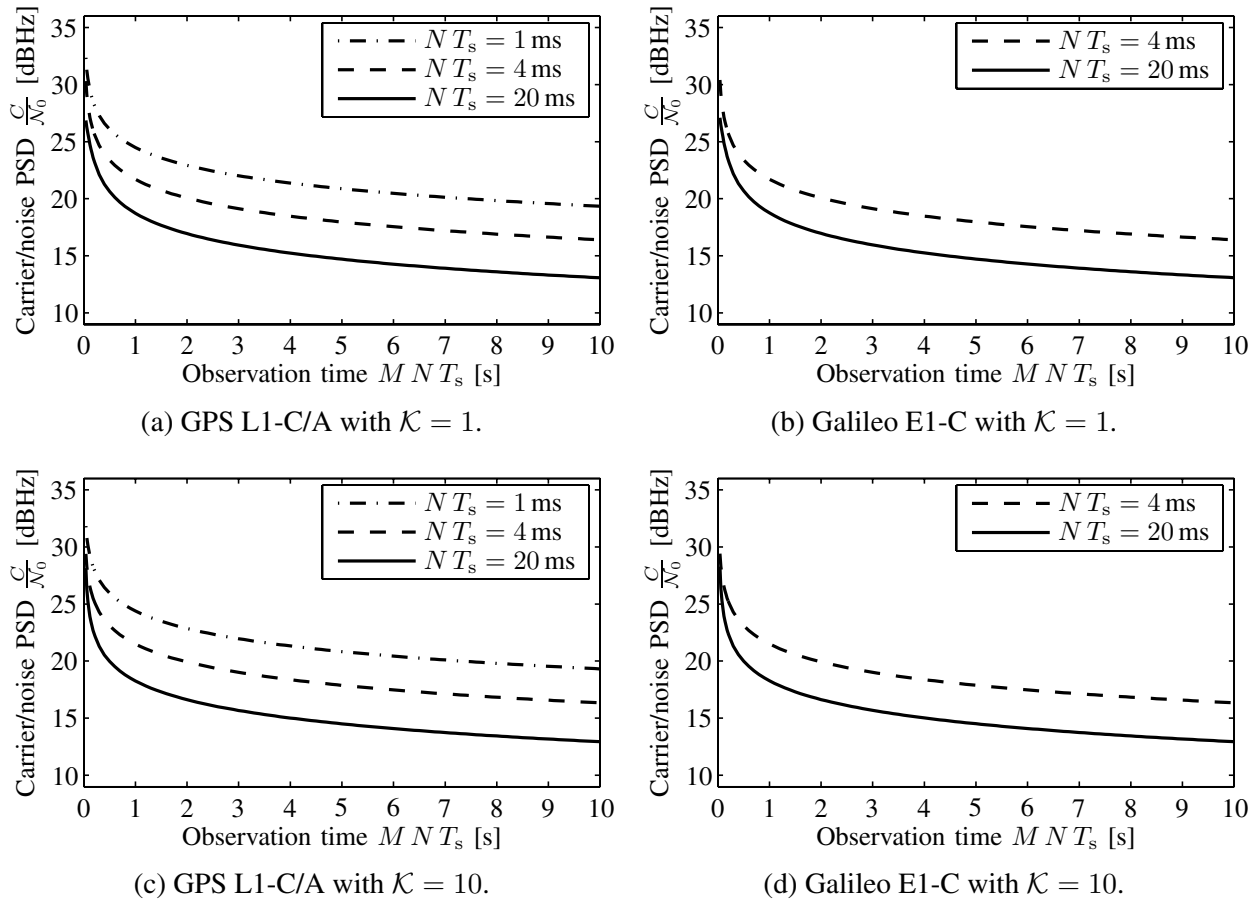 35
30
25
20
15
10
Carrier/noise PSD C/𝒩₀ [dBHz]
N Tₛ = 1 ms
N Tₛ = 4 ms
N Tₛ = 20 ms
0 1 2 3 4 5 6 7 8 9 10
Observation time M N Tₛ [s]
(a) GPS L1-C/A with 𝒦 = 1.
35
30
25
20
15
10
Carrier/noise PSD C/𝒩₀ [dBHz]
N Tₛ = 4 ms
N Tₛ = 20 ms
0 1 2 3 4 5 6 7 8 9 10
Observation time M N Tₛ [s]
(b) Galileo E1-C with 𝒦 = 1.
35
30
25
20
15
10
Carrier/noise PSD C/𝒩₀ [dBHz]
N Tₛ = 1 ms
N Tₛ = 4 ms
N Tₛ = 20 ms
0 1 2 3 4 5 6 7 8 9 10
Observation time M N Tₛ [s]
(c) GPS L1-C/A with 𝒦 = 10.
35
30
25
20
15
10
Carrier/noise PSD C/𝒩₀ [dBHz]
N Tₛ = 4 ms
N Tₛ = 20 ms
0 1 2 3 4 5 6 7 8 9 10
Observation time M N Tₛ [s]
(d) Galileo E1-C with 𝒦 = 10.